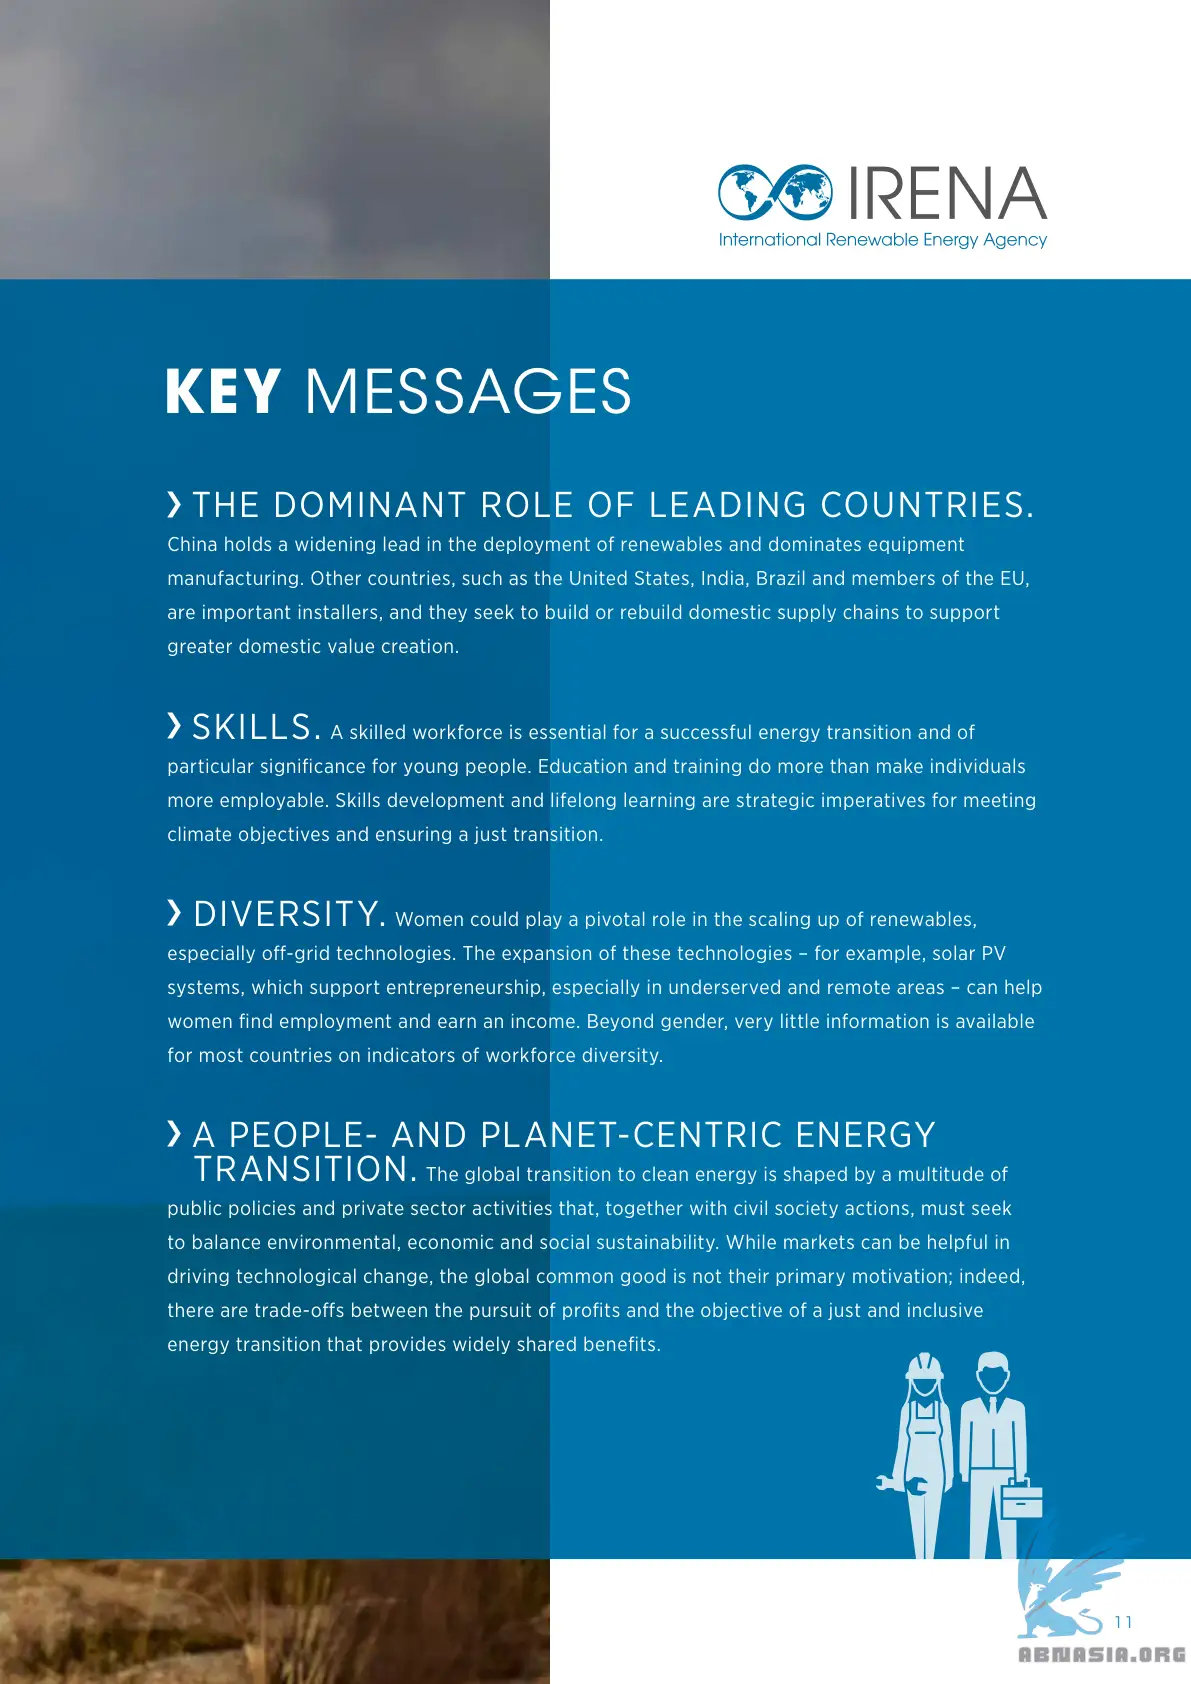 IRENA
International Renewable Energy Agency
KEY MESSAGES
❯ THE DOMINANT ROLE OF LEADING COUNTRIES.
China holds a widening lead in the deployment of renewables and dominates equipment
manufacturing. Other countries, such as the United States, India, Brazil and members of the EU,
are important installers, and they seek to build or rebuild domestic supply chains to support
greater domestic value creation.
❯ SKILLS. A skilled workforce is essential for a successful energy transition and of
particular significance for young people. Education and training do more than make individuals
more employable. Skills development and lifelong learning are strategic imperatives for meeting
climate objectives and ensuring a just transition.
❯ DIVERSITY. Women could play a pivotal role in the scaling up of renewables,
especially off-grid technologies. The expansion of these technologies – for example, solar PV
systems, which support entrepreneurship, especially in underserved and remote areas – can help
women find employment and earn an income. Beyond gender, very little information is available
for most countries on indicators of workforce diversity.
❯ A PEOPLE- AND PLANET-CENTRIC ENERGY
TRANSITION. The global transition to clean energy is shaped by a multitude of
public policies and private sector activities that, together with civil society actions, must seek
to balance environmental, economic and social sustainability. While markets can be helpful in
driving technological change, the global common good is not their primary motivation; indeed,
there are trade-offs between the pursuit of profits and the objective of a just and inclusive
energy transition that provides widely shared benefits.
11
ABNASIA.ORG